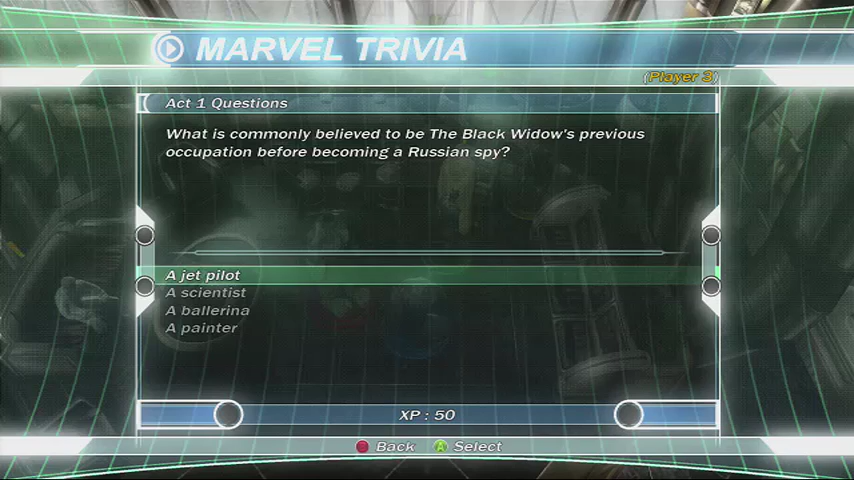 MARVEL TRIVIA
(Player 3)
Act 1 Questions
What is commonly believed to be The Black Widow's previous
occupation before becoming a Russian spy?
A jet pilot
A scientist
A ballerina
A painter
XP : 50
Back A Select